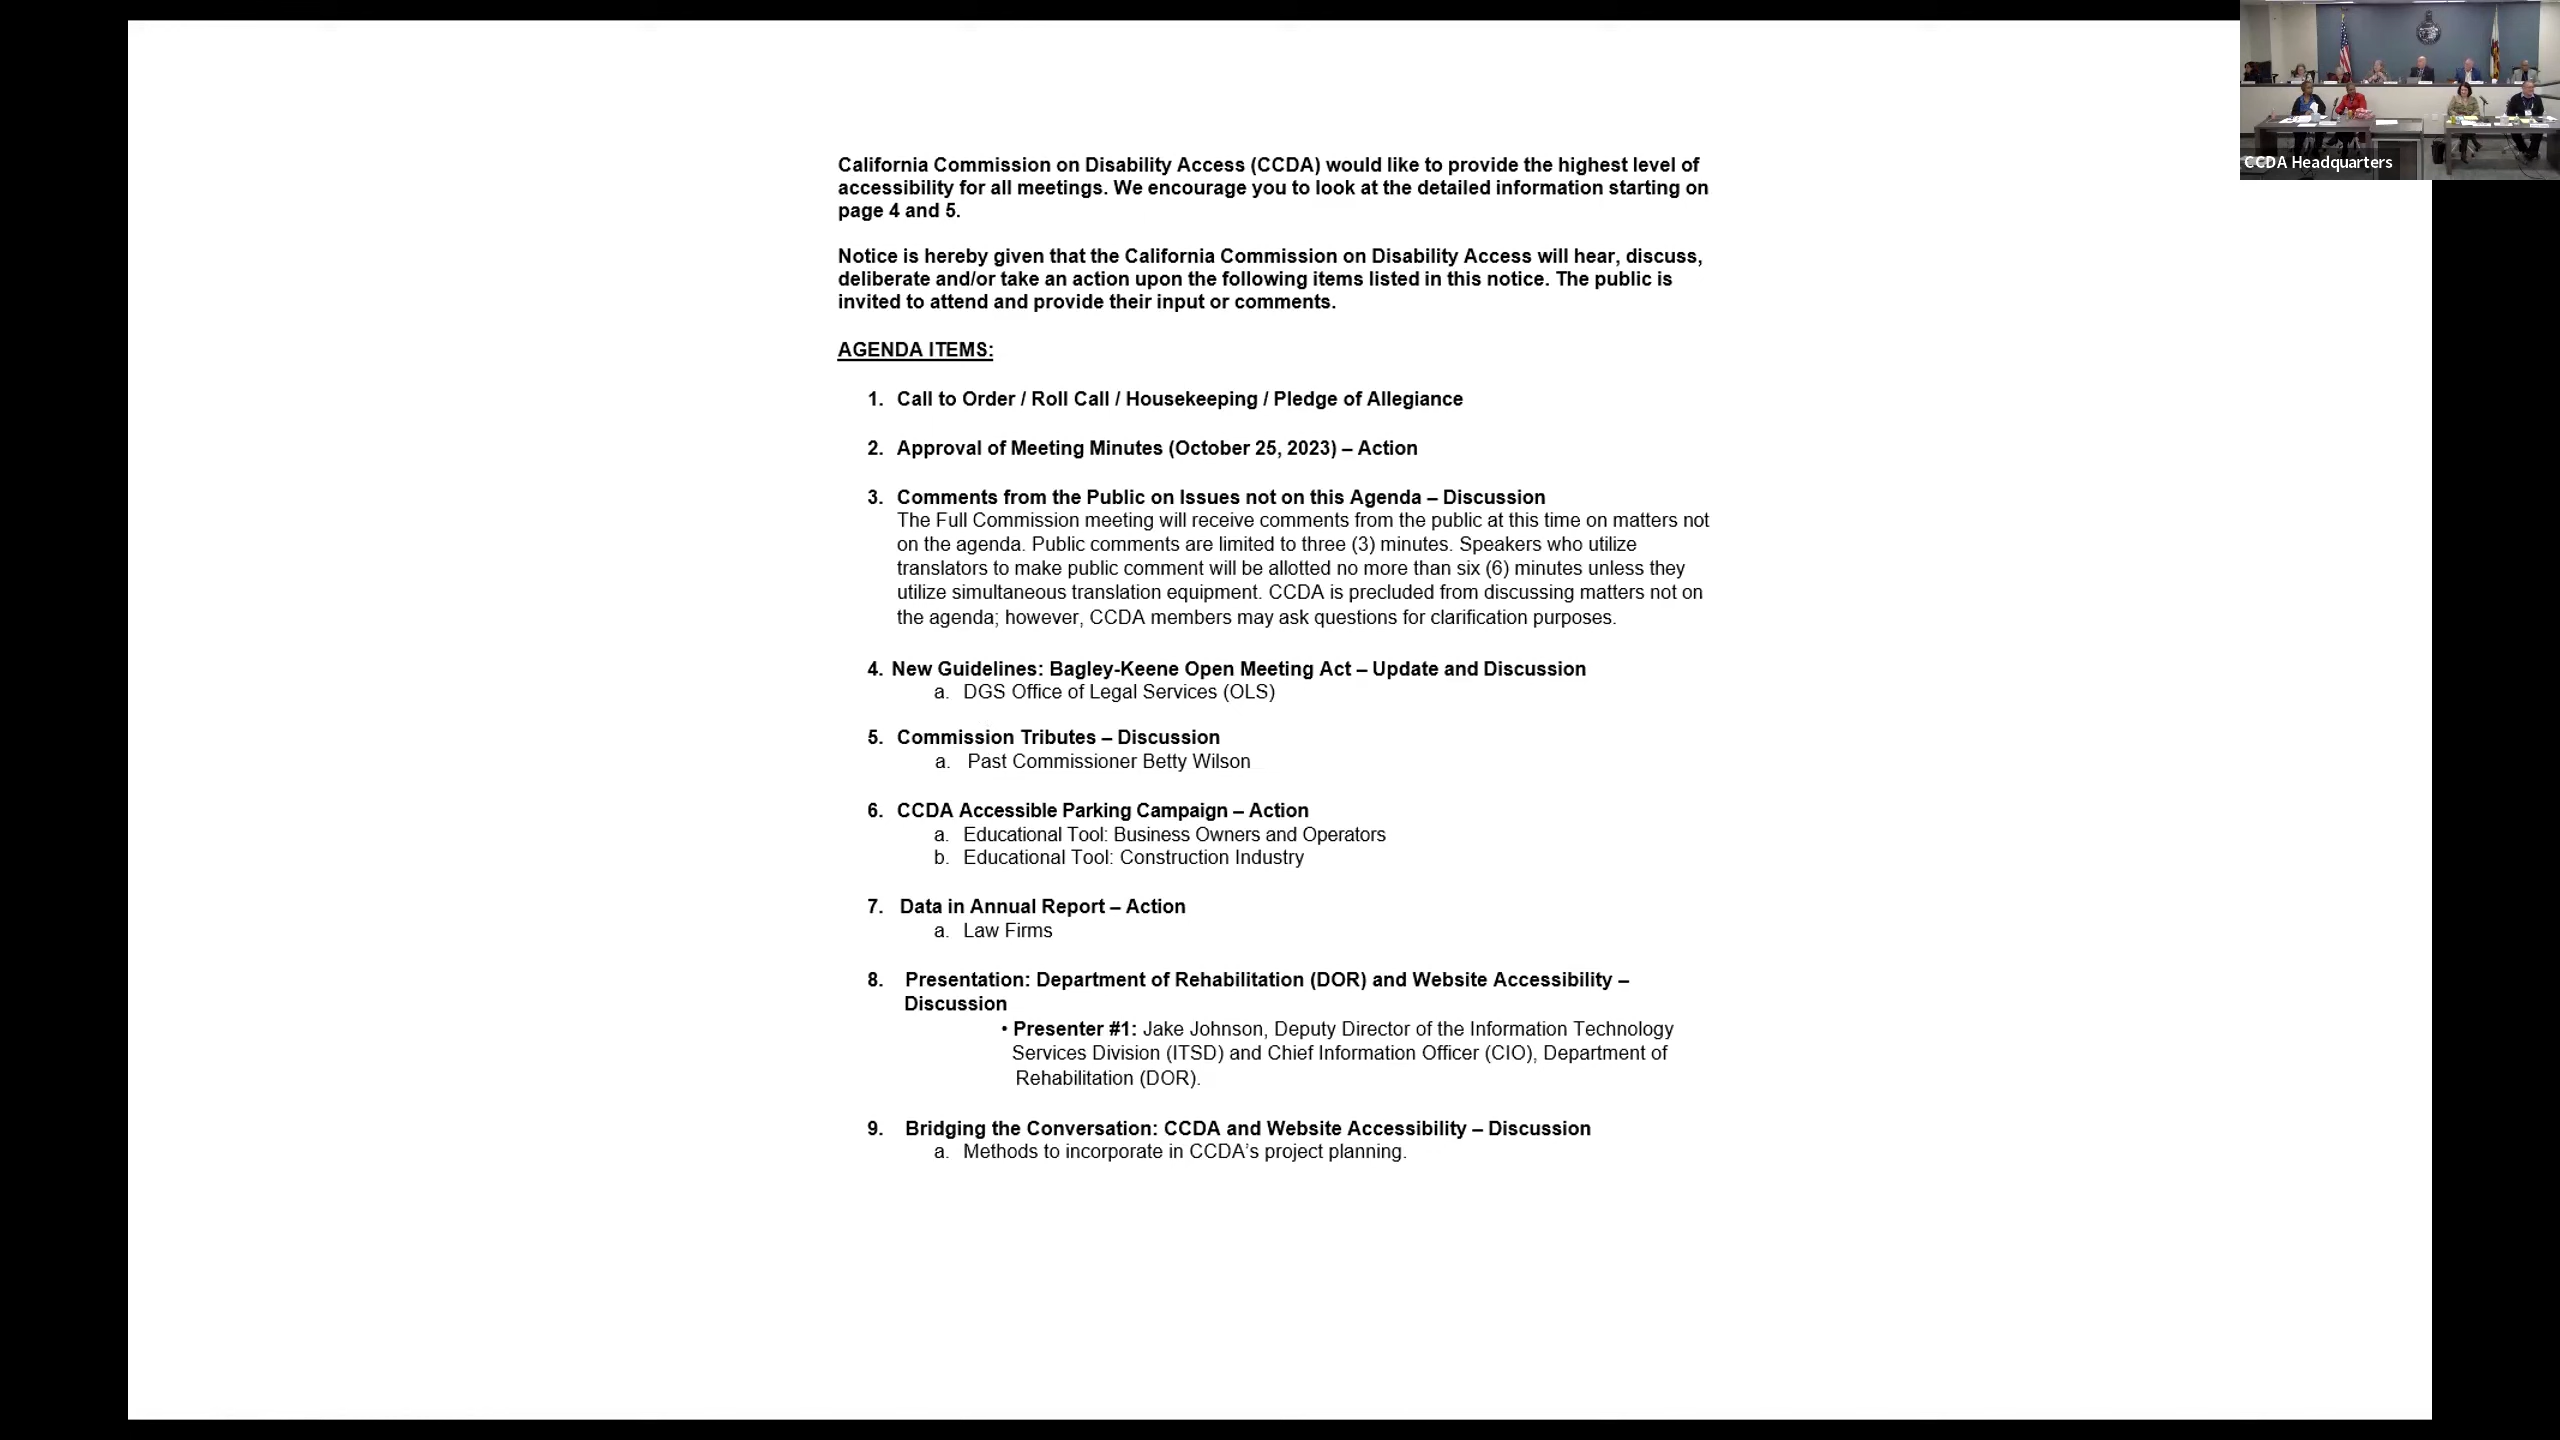 California Commission on Disability Access (CCDA) would like to provide the highest level of
accessibility for all meetings. We encourage you to look at the detailed information starting on
page 4 and 5.
Notice is hereby given that the California Commission on Disability Access will hear, discuss,
deliberate and/or take an action upon the following items listed in this notice. The public is
invited to attend and provide their input or comments.
AGENDA ITEMS:
1. Call to Order / Roll Call / Housekeeping / Pledge of Allegiance
2. Approval of Meeting Minutes (October 25, 2023) – Action
3. Comments from the Public on Issues not on this Agenda – Discussion
The Full Commission meeting will receive comments from the public at this time on matters not
on the agenda. Public comments are limited to three (3) minutes. Speakers who utilize
translators to make public comment will be allotted no more than six (6) minutes unless they
utilize simultaneous translation equipment. CCDA is precluded from discussing matters not on
the agenda; however, CCDA members may ask questions for clarification purposes.
4. New Guidelines: Bagley-Keene Open Meeting Act – Update and Discussion
a. DGS Office of Legal Services (OLS)
5. Commission Tributes – Discussion
a. Past Commissioner Betty Wilson
6. CCDA Accessible Parking Campaign – Action
a. Educational Tool: Business Owners and Operators
b. Educational Tool: Construction Industry
7. Data in Annual Report – Action
a. Law Firms
8. Presentation: Department of Rehabilitation (DOR) and Website Accessibility –
Discussion
• Presenter #1: Jake Johnson, Deputy Director of the Information Technology
Services Division (ITSD) and Chief Information Officer (CIO), Department of
Rehabilitation (DOR).
9. Bridging the Conversation: CCDA and Website Accessibility – Discussion
a. Methods to incorporate in CCDA’s project planning.
CCDA Headquarters